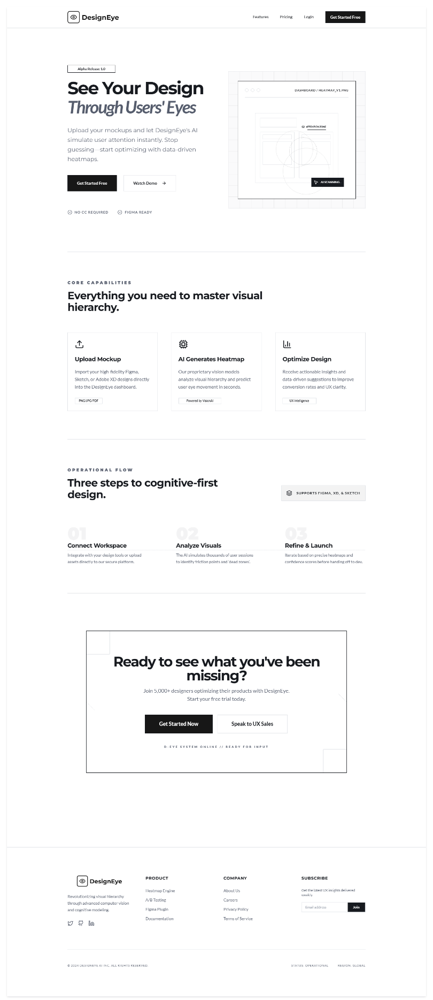 DesignEye
Features
Pricing
Login
Get Started Free
Alpha Release 1.0
See Your Design
Through Users' Eyes
Upload your mockups and let DesignEye's AI
simulate user attention instantly. Stop
guessing—start optimizing with data-driven
heatmaps.
Get Started Free
Watch Demo
NO CC REQUIRED
FIGMA READY
DASHBOARD / HEATMAP_V1.PNG
ATTENTION ZONE
AI SCANNING...
CORE CAPABILITIES
Everything you need to master visual
hierarchy.
Upload Mockup
Import your high-fidelity Figma,
Sketch, or Adobe XD designs directly
into the DesignEye dashboard.
PNG/JPG/PDF
AI Generates Heatmap
Our proprietary vision models
analyze visual hierarchy and predict
user eye movement in seconds.
Powered by VisionAI
Optimize Design
Receive actionable insights and
data-driven suggestions to improve
conversion rates and UX clarity.
UX Intelligence
OPERATIONAL FLOW
Three steps to cognitive-first
design.
SUPPORTS FIGMA, XD, & SKETCH
01
Connect Workspace
Integrate with your design tools or upload
assets directly to our secure platform.
02
Analyze Visuals
The AI simulates thousands of user sessions
to identify friction points and 'dead zones'.
03
Refine & Launch
Iterate based on precise heatmaps and
confidence scores before handing off to dev.
Ready to see what you've been
missing?
Join 5,000+ designers optimizing their products with DesignEye.
Start your free trial today.
Get Started Now
Speak to UX Sales
D-EYE SYSTEM ONLINE // READY FOR INPUT
DesignEye
Revolutionizing visual hierarchy
through advanced computer vision
and cognitive modeling.
PRODUCT
Heatmap Engine
A/B Testing
Figma Plugin
Documentation
COMPANY
About Us
Careers
Privacy Policy
Terms of Service
SUBSCRIBE
Get the latest UX insights delivered
weekly.
Email address
Join
© 2024 DESIGNEYE AI INC. ALL RIGHTS RESERVED.
STATUS: OPERATIONAL
REGION: GLOBAL